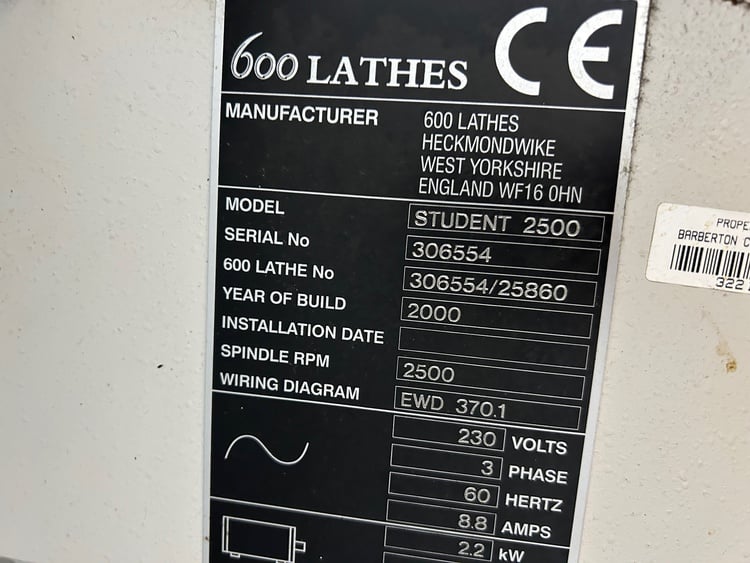 600 LATHES CE
MANUFACTURER 600 LATHES
HECKMONDWIKE
WEST YORKSHIRE
ENGLAND WF16 0HN
MODEL STUDENT 2500
SERIAL No 306554
600 LATHE No 306554/25860
YEAR OF BUILD 2000
INSTALLATION DATE
SPINDLE RPM 2500
WIRING DIAGRAM EWD 370.1
230 VOLTS
3 PHASE
60 HERTZ
8.8 AMPS
2.2 kW
BARBERTON
322